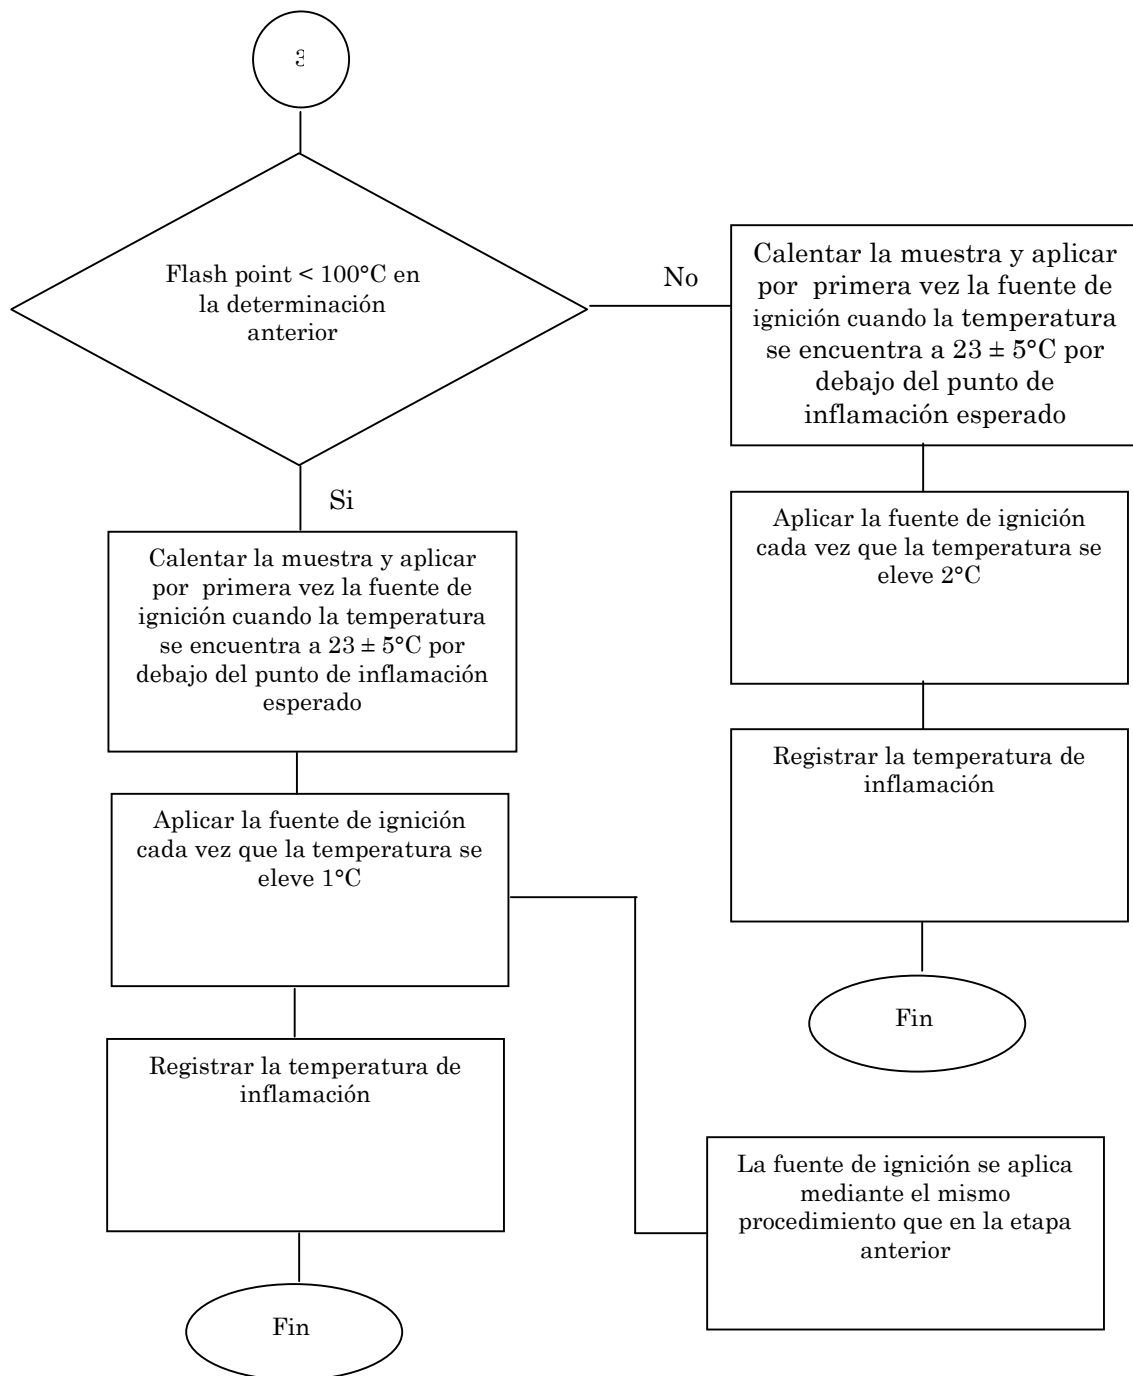 3
Flash point < 100°C en
la determinación
anterior
No
Calentar la muestra y aplicar
por primera vez la fuente de
ignición cuando la temperatura
se encuentra a 23 ± 5°C por
debajo del punto de
inflamación esperado
Si
Calentar la muestra y aplicar
por primera vez la fuente de
ignición cuando la temperatura
se encuentra a 23 ± 5°C por
debajo del punto de inflamación
esperado
Aplicar la fuente de ignición
cada vez que la temperatura se
eleve 2°C
Registrar la temperatura de
inflamación
Aplicar la fuente de ignición
cada vez que la temperatura se
eleve 1°C
Fin
Registrar la temperatura de
inflamación
La fuente de ignición se aplica
mediante el mismo
procedimiento que en la etapa
anterior
Fin